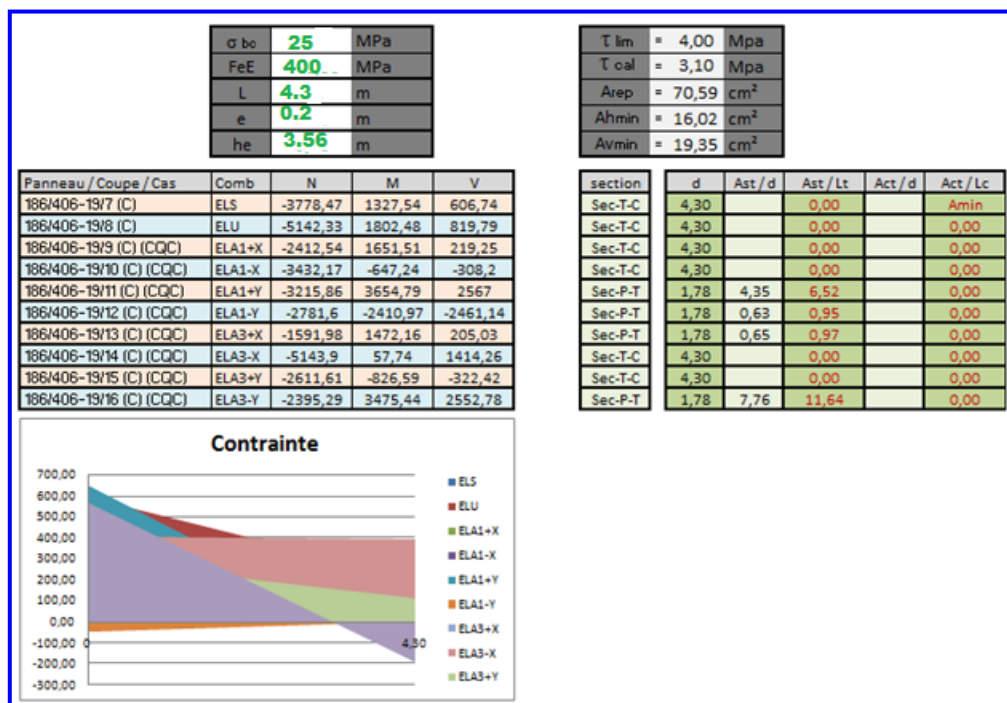 σ bc 25 MPa
FeE 400 MPa
L 4.3 m
e 0.2 m
he 3.56 m
τ lim = 4,00 Mpa
τ cal = 3,10 Mpa
Arep = 70,59 cm²
Ahmin = 16,02 cm²
Avmin = 19,35 cm²
Panneau / Coupe / Cas Comb N M V
186/406-19/7 (C) ELS -3778,47 1327,54 606,74
186/406-19/8 (C) ELU -5142,33 1802,48 819,79
186/406-19/9 (C) (CQC) ELA1+X -2412,54 1651,51 219,25
186/406-19/10 (C) (CQC) ELA1-X -3432,17 -647,24 -308,2
186/406-19/11 (C) (CQC) ELA1+Y -3215,86 3654,79 2567
186/406-19/12 (C) (CQC) ELA1-Y -2781,6 -2410,97 -2461,14
186/406-19/13 (C) (CQC) ELA3+X -1591,98 1472,16 205,03
186/406-19/14 (C) (CQC) ELA3-X -5143,9 57,74 1414,26
186/406-19/15 (C) (CQC) ELA3+Y -2611,61 -826,59 -322,42
186/406-19/16 (C) (CQC) ELA3-Y -2395,29 3475,44 2552,78
section d Ast / d Ast / Lt Act / d Act / Lc
Sec-T-C 4,30 0,00 Amin
Sec-T-C 4,30 0,00 0,00
Sec-T-C 4,30 0,00 0,00
Sec-T-C 4,30 0,00 0,00
Sec-P-T 1,78 4,35 6,52 0,00
Sec-P-T 1,78 0,63 0,95 0,00
Sec-P-T 1,78 0,65 0,97 0,00
Sec-T-C 4,30 0,00 0,00
Sec-T-C 4,30 0,00 0,00
Sec-P-T 1,78 7,76 11,64 0,00
Contrainte
700,00
600,00
500,00
400,00
300,00
200,00
100,00
0,00
-100,00
-200,00
-300,00
0 4,30
ELS
ELU
ELA1+X
ELA1-X
ELA1+Y
ELA1-Y
ELA3+X
ELA3-X
ELA3+Y